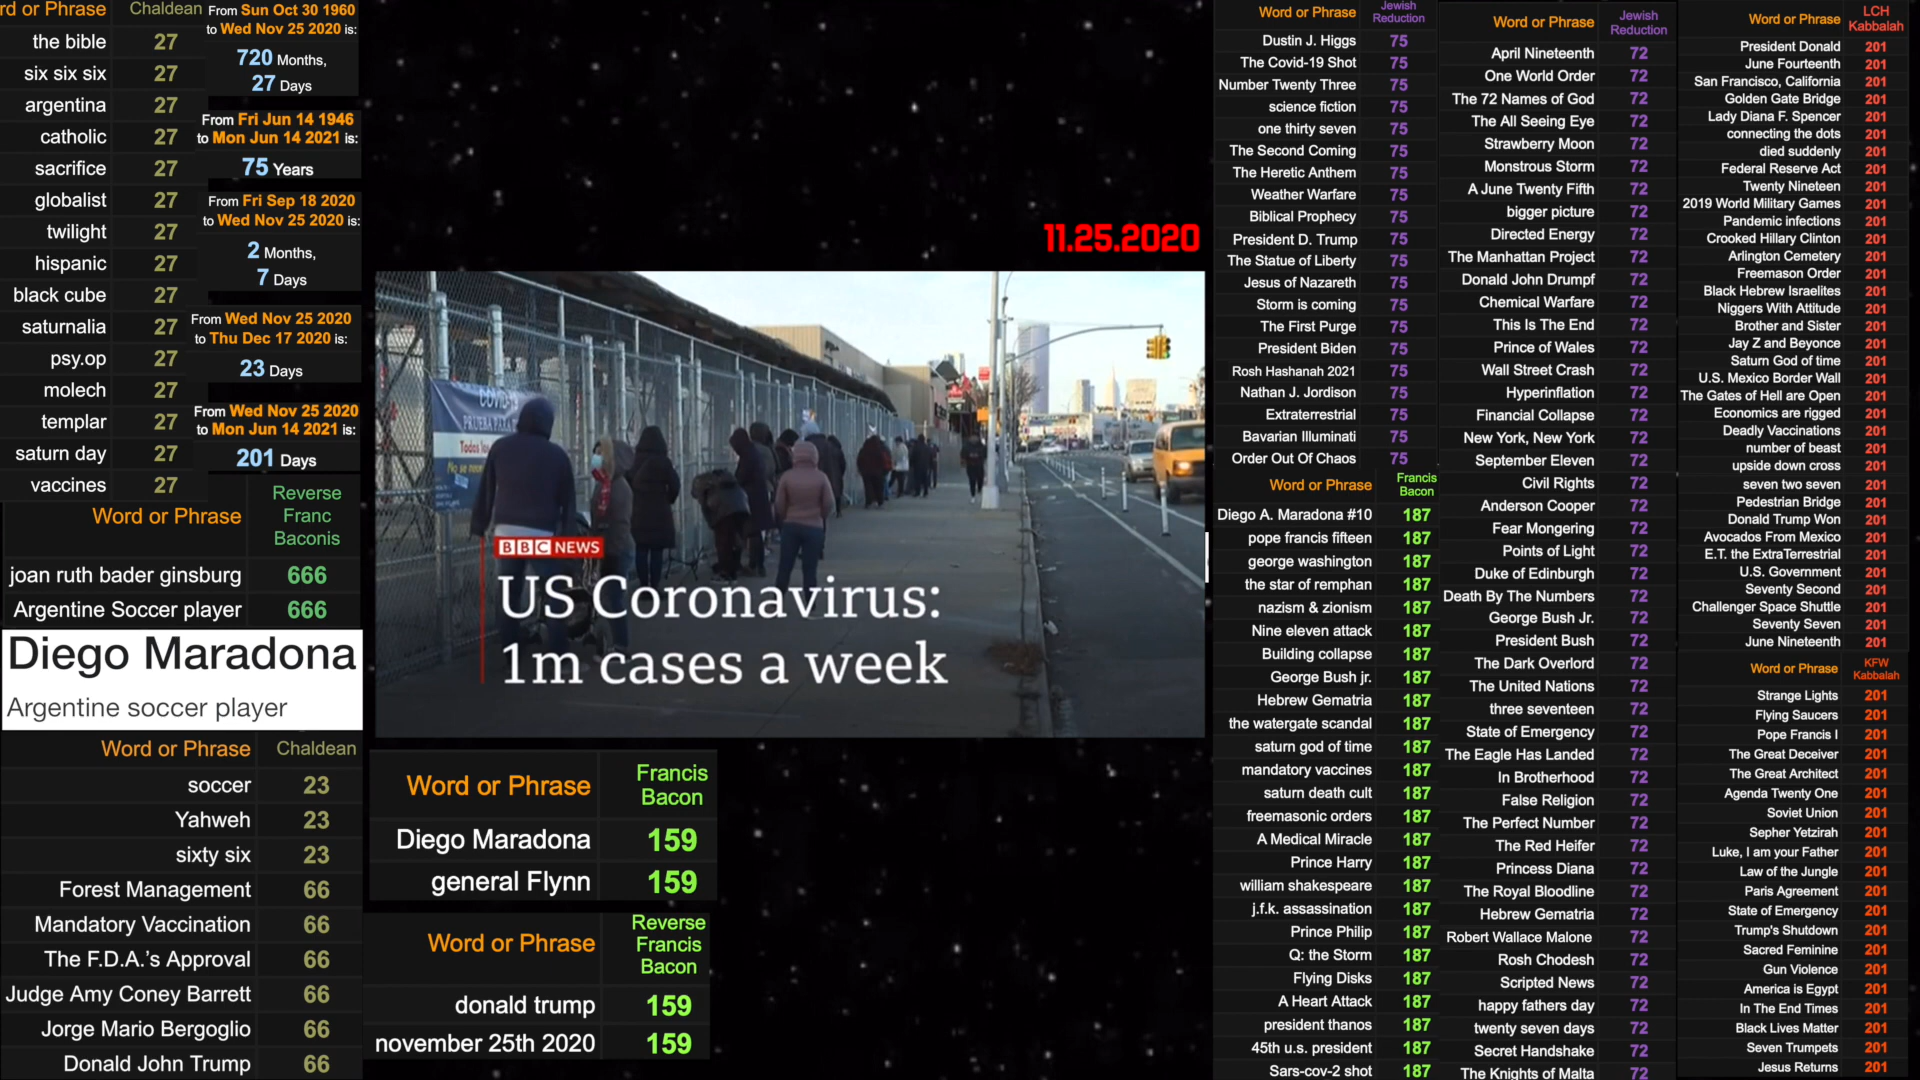 rd or Phrase Chaldean
the bible 27
six six six 27
argentina 27
catholic 27
sacrifice 27
globalist 27
twilight 27
hispanic 27
black cube 27
saturnalia 27
psy.op 27
molech 27
templar 27
saturn day 27
vaccines 27
From Sun Oct 30 1960
to Wed Nov 25 2020 is:
720 Months,
27 Days
From Fri Jun 14 1946
to Mon Jun 14 2021 is:
75 Years
From Fri Sep 18 2020
to Wed Nov 25 2020 is:
2 Months,
7 Days
From Wed Nov 25 2020
to Thu Dec 17 2020 is:
23 Days
From Wed Nov 25 2020
to Mon Jun 14 2021 is:
201 Days
Word or Phrase Reverse Franc Baconis
joan ruth bader ginsburg 666
Argentine Soccer player 666
Diego Maradona
Argentine soccer player
Word or Phrase Chaldean
soccer 23
Yahweh 23
sixty six 23
Forest Management 66
Mandatory Vaccination 66
The F.D.A.'s Approval 66
Judge Amy Coney Barrett 66
Jorge Mario Bergoglio 66
Donald John Trump 66
11.25.2020
COVID-19
PRUEBA PARA
BBC NEWS
US Coronavirus:
1m cases a week
Word or Phrase Francis Bacon
Diego Maradona 159
general Flynn 159
Word or Phrase Reverse Francis Bacon
donald trump 159
november 25th 2020 159
Word or Phrase Jewish Reduction
Dustin J. Higgs 75
The Covid-19 Shot 75
Number Twenty Three 75
science fiction 75
one thirty seven 75
The Second Coming 75
The Heretic Anthem 75
Weather Warfare 75
Biblical Prophecy 75
President D. Trump 75
The Statue of Liberty 75
Jesus of Nazareth 75
Storm is coming 75
The First Purge 75
President Biden 75
Rosh Hashanah 2021 75
Nathan J. Jordison 75
Extraterrestrial 75
Bavarian Illuminati 75
Order Out Of Chaos 75
Word or Phrase Francis Bacon
Diego A. Maradona #10 187
pope francis fifteen 187
george washington 187
the star of remphan 187
nazism & zionism 187
Nine eleven attack 187
Building collapse 187
George Bush jr. 187
Hebrew Gematria 187
the watergate scandal 187
saturn god of time 187
mandatory vaccines 187
saturn death cult 187
freemasonic orders 187
A Medical Miracle 187
Prince Harry 187
william shakespeare 187
j.f.k. assassination 187
Prince Philip 187
Q: the Storm 187
Flying Disks 187
A Heart Attack 187
president thanos 187
45th u.s. president 187
Sars-cov-2 shot 187
Word or Phrase Jewish Reduction
April Nineteenth 72
One World Order 72
The 72 Names of God 72
The All Seeing Eye 72
Strawberry Moon 72
Monstrous Storm 72
A June Twenty Fifth 72
bigger picture 72
Directed Energy 72
The Manhattan Project 72
Donald John Drumpf 72
Chemical Warfare 72
This Is The End 72
Prince of Wales 72
Wall Street Crash 72
Hyperinflation 72
Financial Collapse 72
New York, New York 72
September Eleven 72
Civil Rights 72
Anderson Cooper 72
Fear Mongering 72
Points of Light 72
Duke of Edinburgh 72
Death By The Numbers 72
George Bush Jr. 72
President Bush 72
The Dark Overlord 72
The United Nations 72
three seventeen 72
State of Emergency 72
The Eagle Has Landed 72
In Brotherhood 72
False Religion 72
The Perfect Number 72
The Red Heifer 72
Princess Diana 72
The Royal Bloodline 72
Hebrew Gematria 72
Robert Wallace Malone 72
Rosh Chodesh 72
Scripted News 72
happy fathers day 72
twenty seven days 72
Secret Handshake 72
The Knights of Malta 72
Word or Phrase LCH Kabbalah
President Donald 201
June Fourteenth 201
San Francisco, California 201
Golden Gate Bridge 201
Lady Diana F. Spencer 201
connecting the dots 201
died suddenly 201
Federal Reserve Act 201
Twenty Nineteen 201
2019 World Military Games 201
Pandemic infections 201
Crooked Hillary Clinton 201
Arlington Cemetery 201
Freemason Order 201
Black Hebrew Israelites 201
Niggers With Attitude 201
Brother and Sister 201
Jay Z and Beyonce 201
Saturn God of time 201
U.S. Mexico Border Wall 201
The Gates of Hell are Open 201
Economics are rigged 201
Deadly Vaccinations 201
number of beast 201
upside down cross 201
seven two seven 201
Pedestrian Bridge 201
Donald Trump Won 201
Avocados From Mexico 201
E.T. the ExtraTerrestrial 201
U.S. Government 201
Seventy Second 201
Challenger Space Shuttle 201
Seventy Seven 201
June Nineteenth 201
Word or Phrase KFW Kabbalah
Strange Lights 201
Flying Saucers 201
Pope Francis I 201
The Great Deceiver 201
The Great Architect 201
Agenda Twenty One 201
Soviet Union 201
Sepher Yetzirah 201
Luke, I am your Father 201
Law of the Jungle 201
Paris Agreement 201
State of Emergency 201
Trump's Shutdown 201
Sacred Feminine 201
Gun Violence 201
America is Egypt 201
In The End Times 201
Black Lives Matter 201
Seven Trumpets 201
Jesus Returns 201